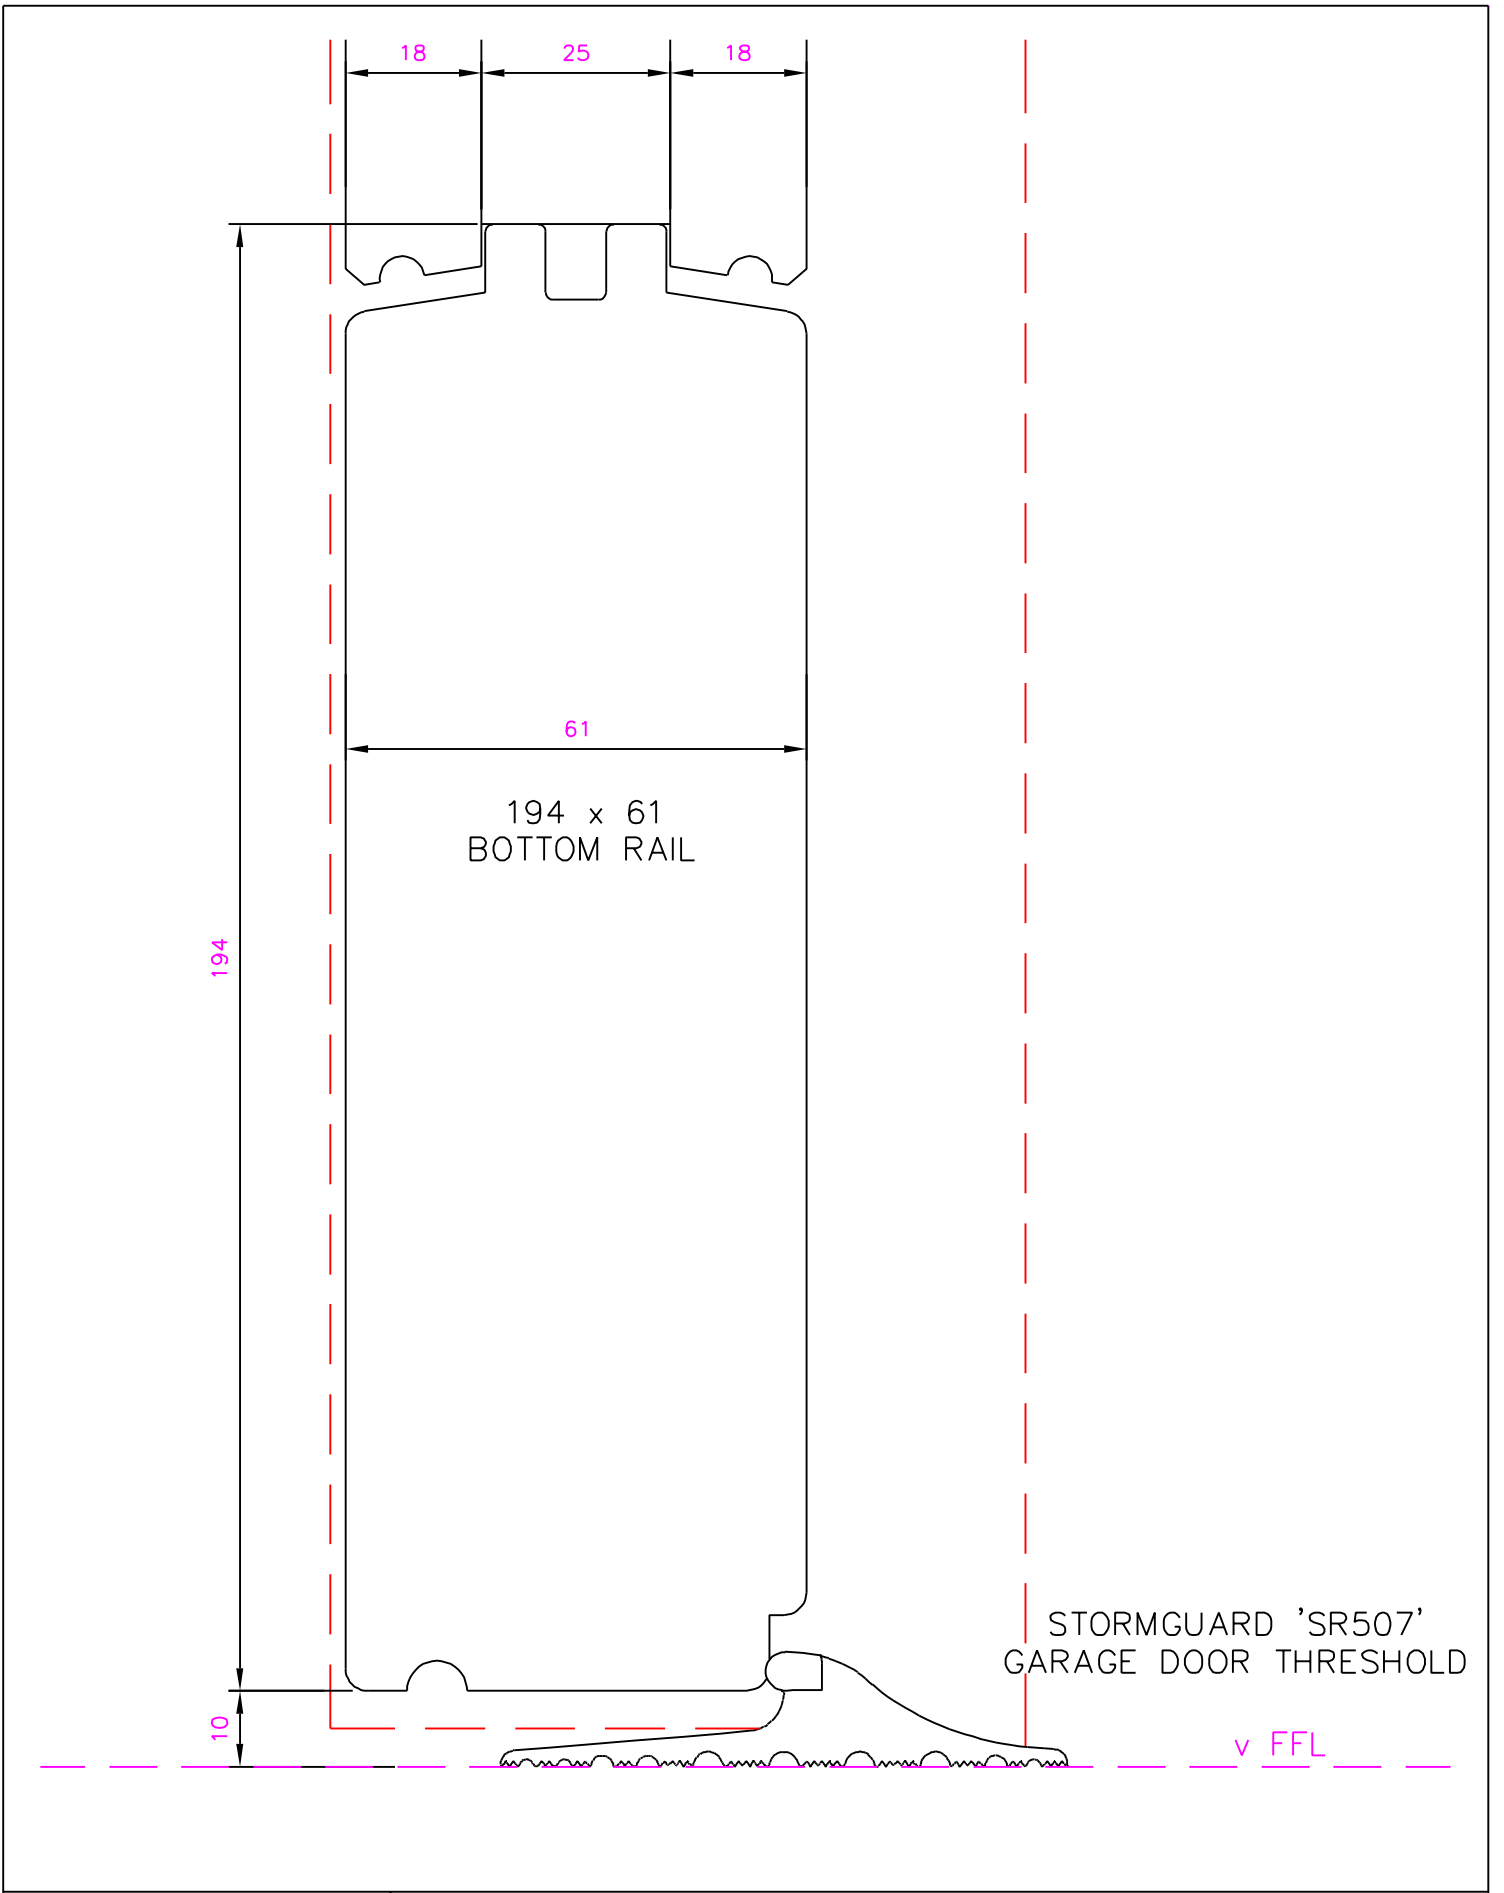 18
25
18
61
194 x 61
BOTTOM RAIL
194
STORMGUARD 'SR507'
GARAGE DOOR THRESHOLD
10
v FFL